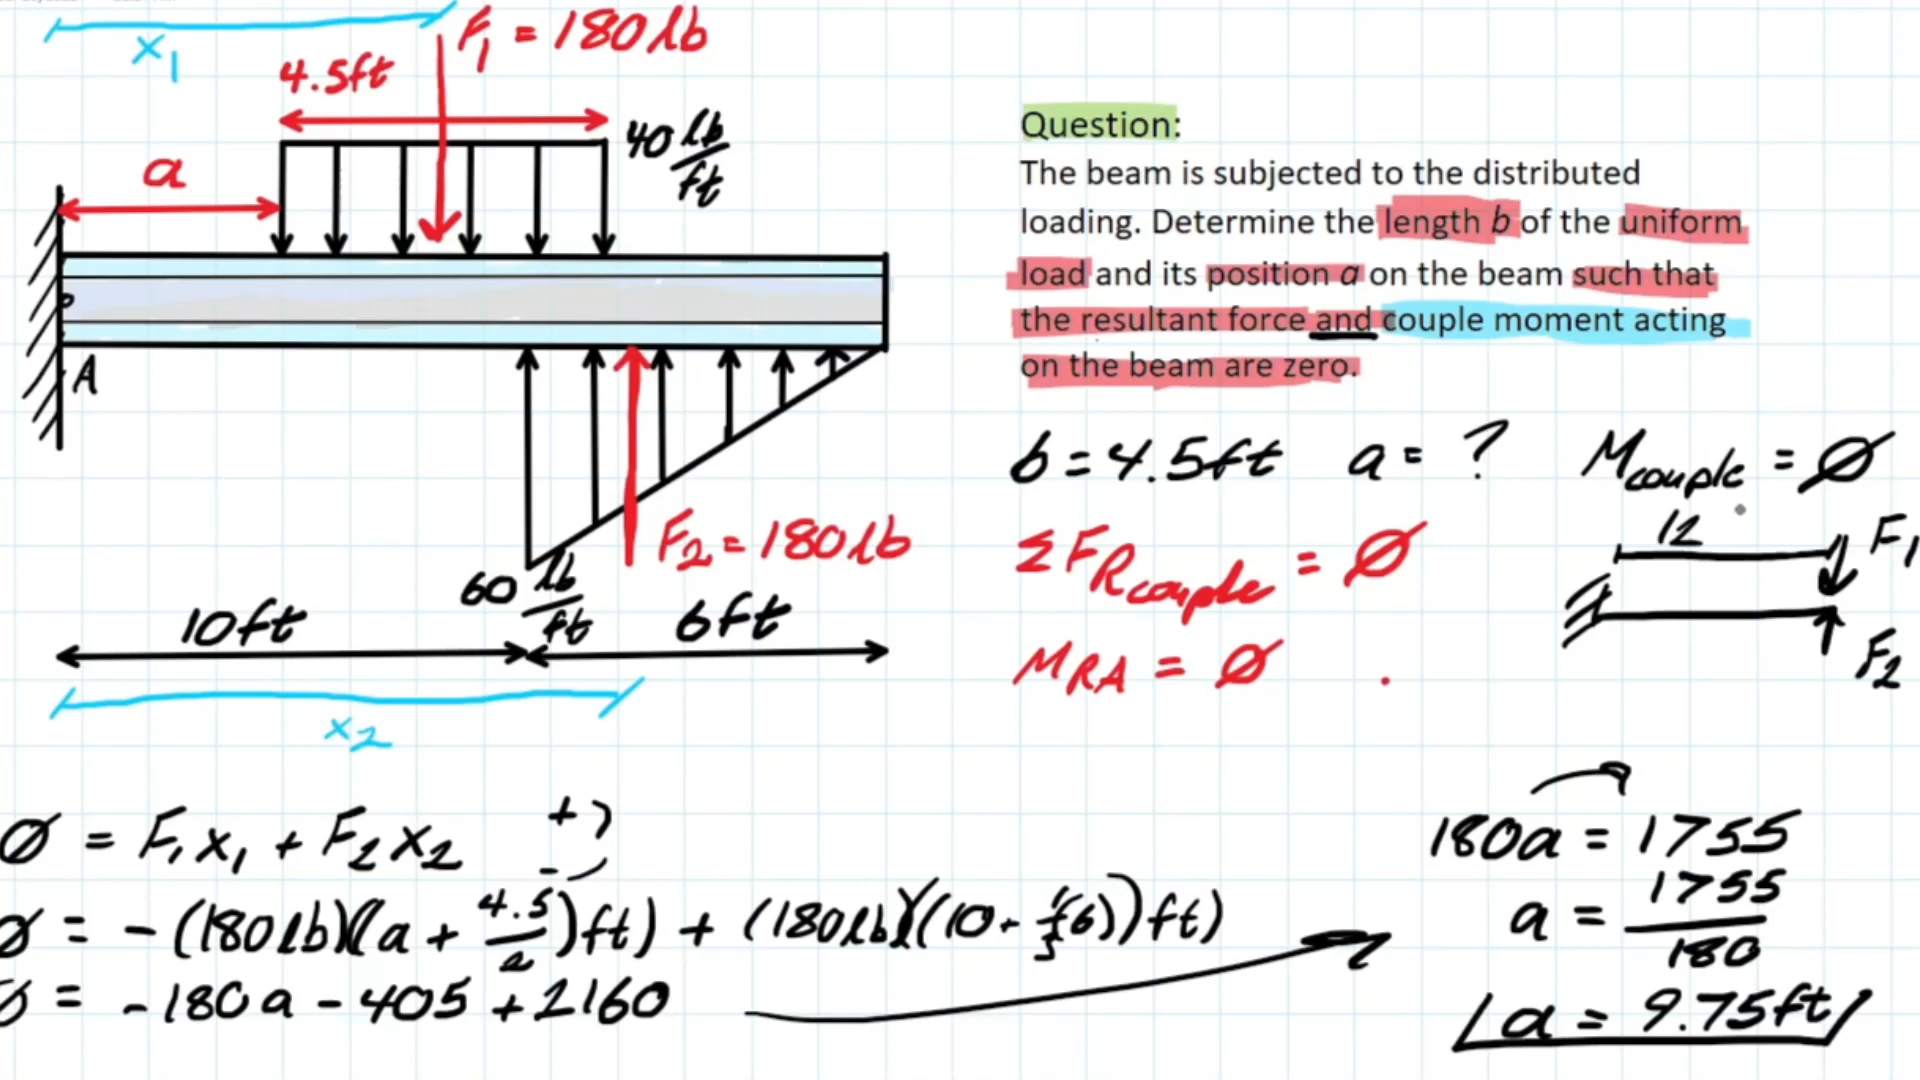 x₁
F₁ = 180 lb
4.5ft
40 lb/ft
a
A
F₂ = 180 lb
60 lb/ft
10ft
6ft
x₂
Question:
The beam is subjected to the distributed
loading. Determine the length b of the uniform
load and its position a on the beam such that
the resultant force and couple moment acting
on the beam are zero.
b = 4.5ft a = ? Mcouple = Ø
ΣFRcouple = Ø
MRA = Ø
12
F₁
F₂
Ø = F₁x₁ + F₂x₂ + -
Ø = -(180 lb)((a + 4.5/2)ft) + (180 lb)((10 + 1/3(6))ft)
Ø = -180a - 405 + 2160
180a = 1755
a = 1755/180
a = 9.75ft